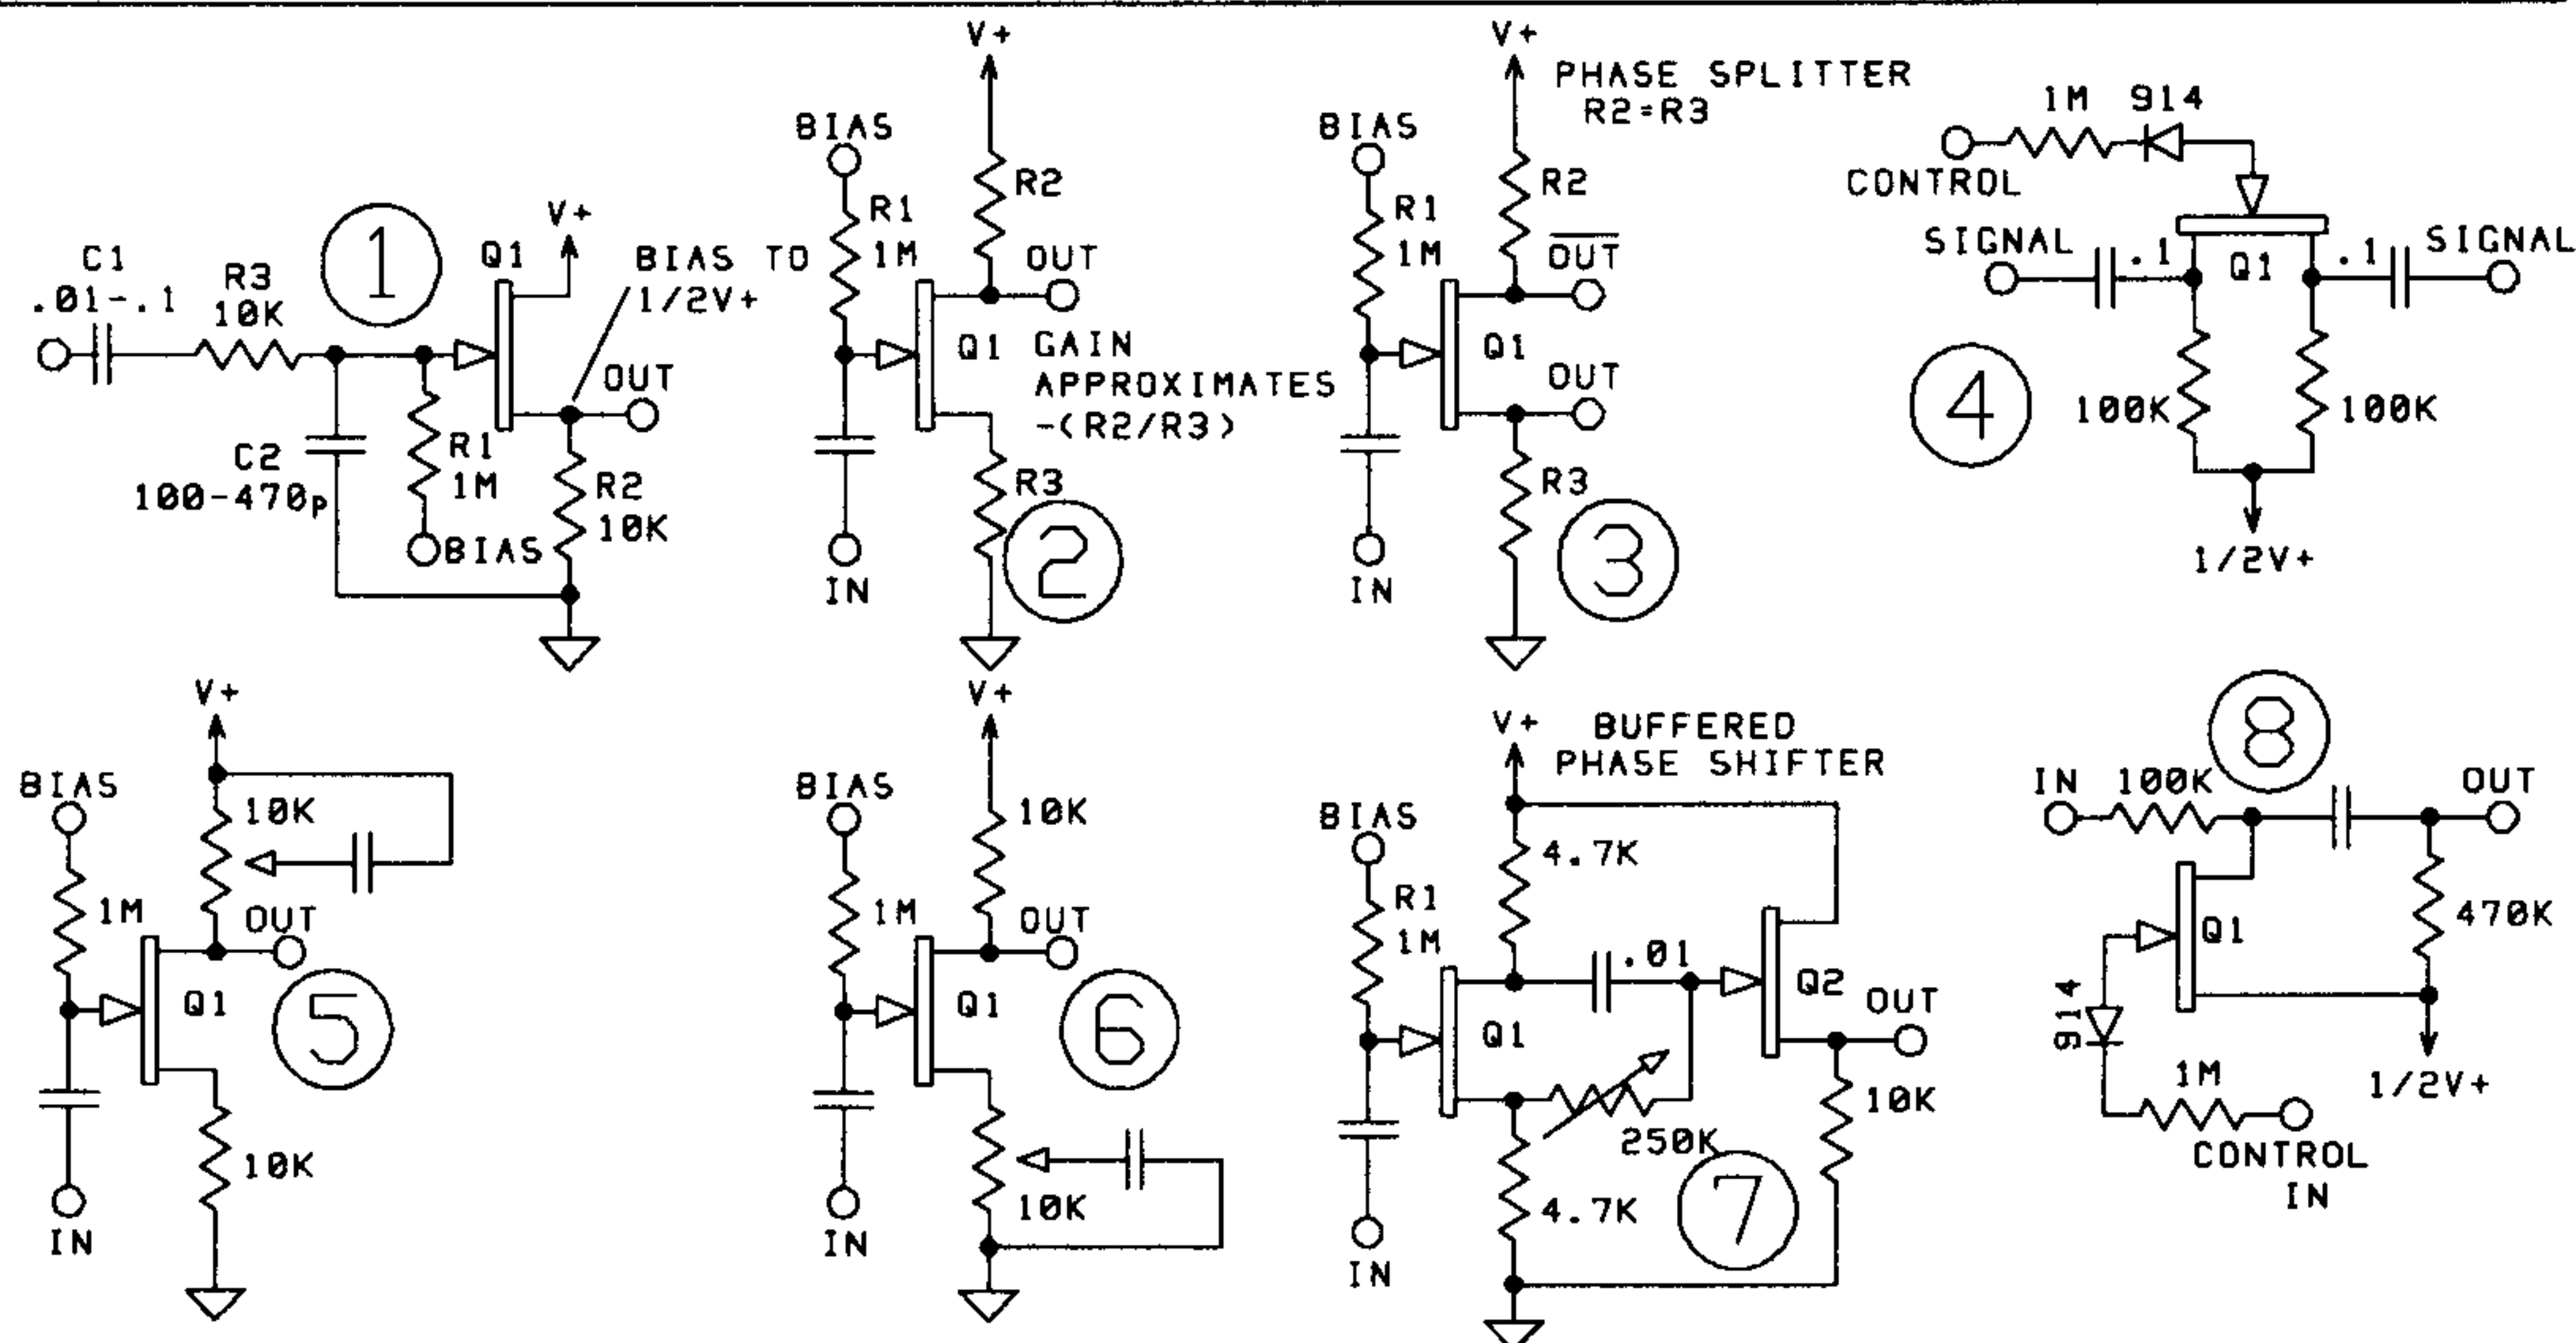 C1
.01-.1
R3
10K
1
Q1
V+
BIAS TO
1/2V+
OUT
C2
100-470p
R1
1M
BIAS
R2
10K
V+
BIAS
R1
1M
R2
OUT
Q1
GAIN
APPROXIMATES
-(R2/R3)
R3
2
IN
V+
PHASE SPLITTER
R2=R3
BIAS
R1
1M
R2
OUT
Q1
OUT
R3
3
IN
1M
914
CONTROL
SIGNAL
.1
Q1
.1
SIGNAL
4
100K
100K
1/2V+
V+
BIAS
10K
1M
OUT
Q1
5
10K
IN
V+
BIAS
10K
1M
OUT
Q1
6
10K
IN
V+
BUFFERED
PHASE SHIFTER
BIAS
4.7K
R1
1M
.01
Q2
OUT
Q1
250K
10K
4.7K
7
IN
8
IN
100K
OUT
Q1
470K
914
1M
1/2V+
CONTROL
IN